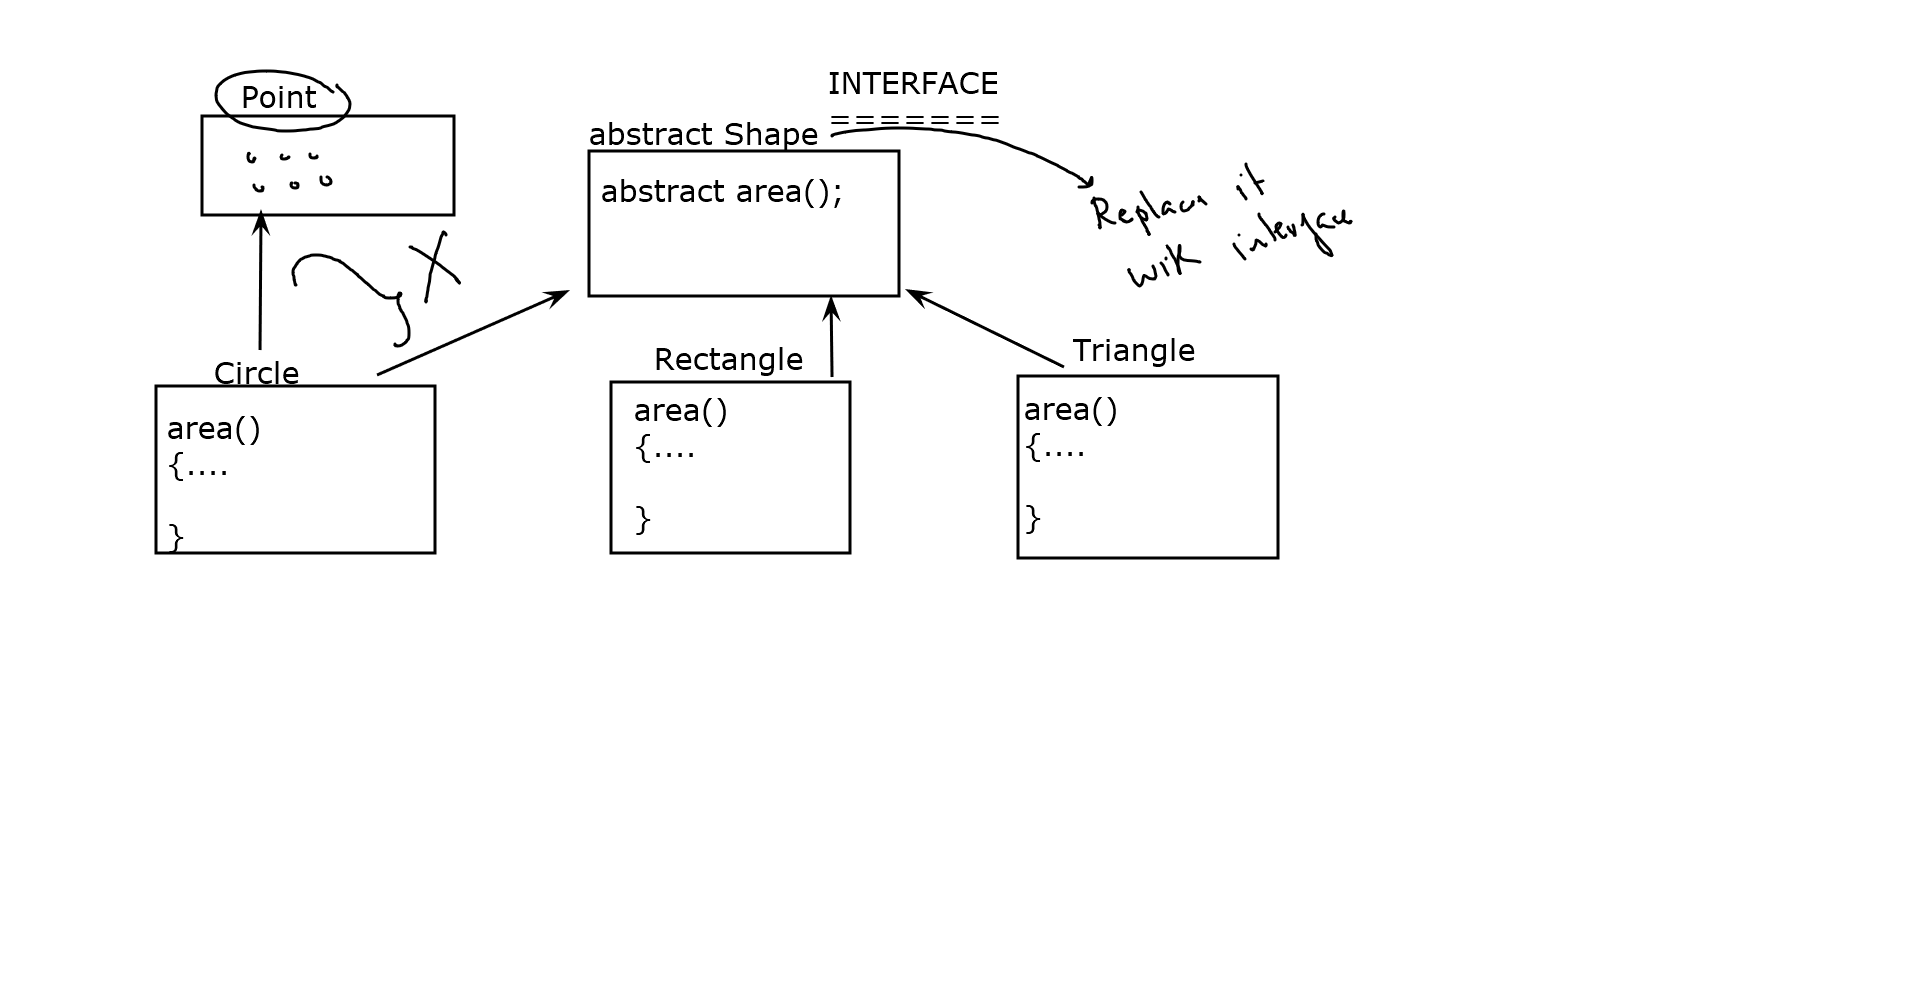 Point
INTERFACE
=======
abstract Shape
abstract area();
Replace it
with interface
Circle
area()
{....
}
Rectangle
area()
{....
}
Triangle
area()
{....
}